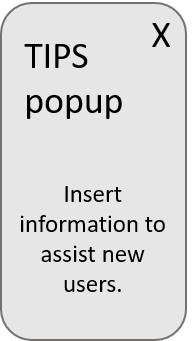 X
TIPS
popup
Insert
information to
assist new
users.